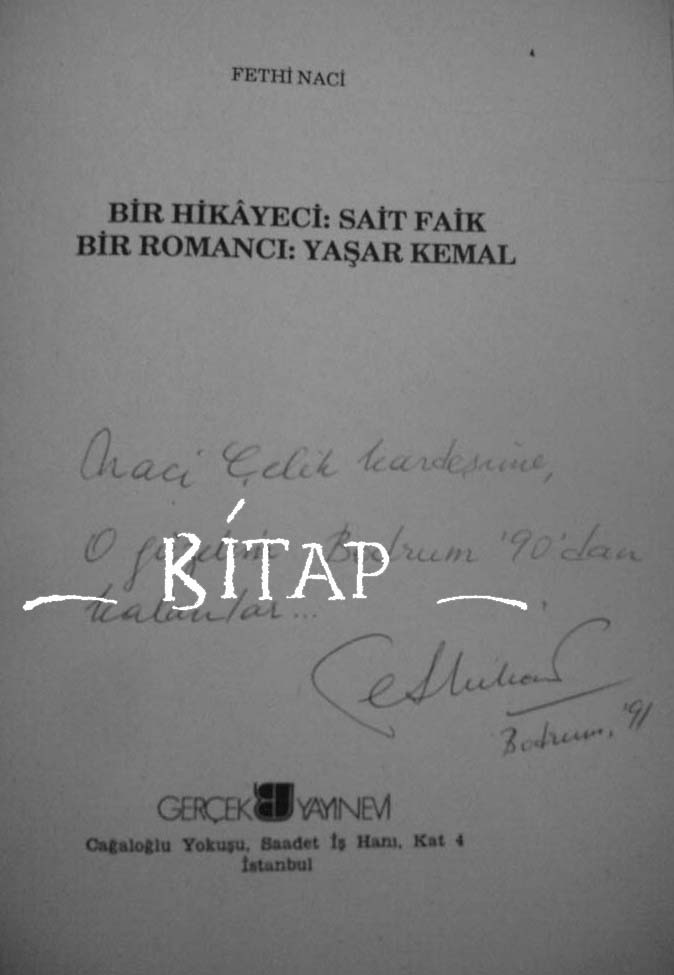 FETHİ NACİ
BİR HİKÂYECİ: SAİT FAİK
BİR ROMANCI: YAŞAR KEMAL
Naci Çelik kardeşime,
O Bodrum '90'dan
kalanlar...
KİTAP
Bodrum, '91
GERÇEK YAYINEVİ
Cağaloğlu Yokuşu, Saadet İş Hanı, Kat 4
İstanbul